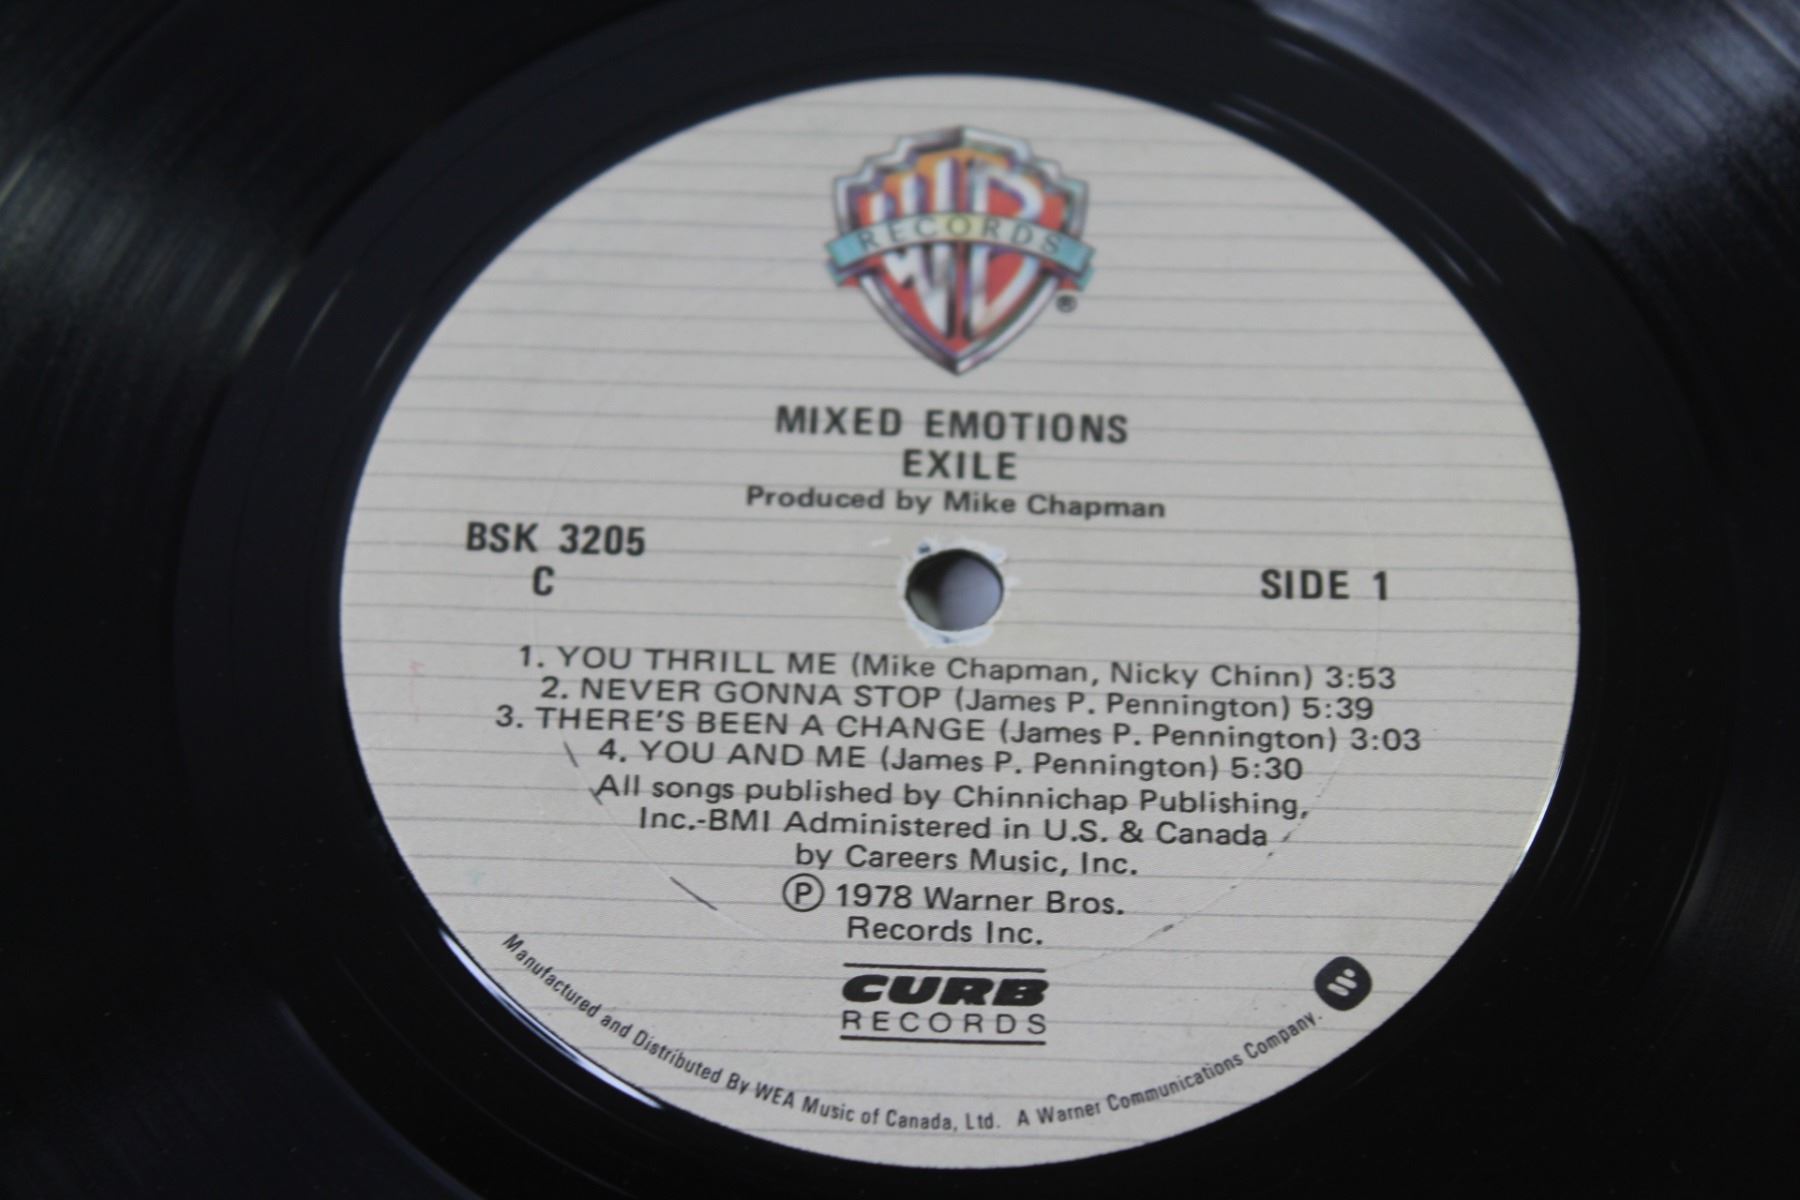 WB
RECORDS
®
MIXED EMOTIONS
EXILE
Produced by Mike Chapman
BSK 3205
C
SIDE 1
1. YOU THRILL ME (Mike Chapman, Nicky Chinn) 3:53
2. NEVER GONNA STOP (James P. Pennington) 5:39
3. THERE'S BEEN A CHANGE (James P. Pennington) 3:03
4. YOU AND ME (James P. Pennington) 5:30
All songs published by Chinnichap Publishing,
Inc.-BMI Administered in U.S. & Canada
by Careers Music, Inc.
Ⓟ 1978 Warner Bros.
Records Inc.
CURB
RECORDS
Manufactured and Distributed By WEA Music of Canada, Ltd. A Warner Communications Company.